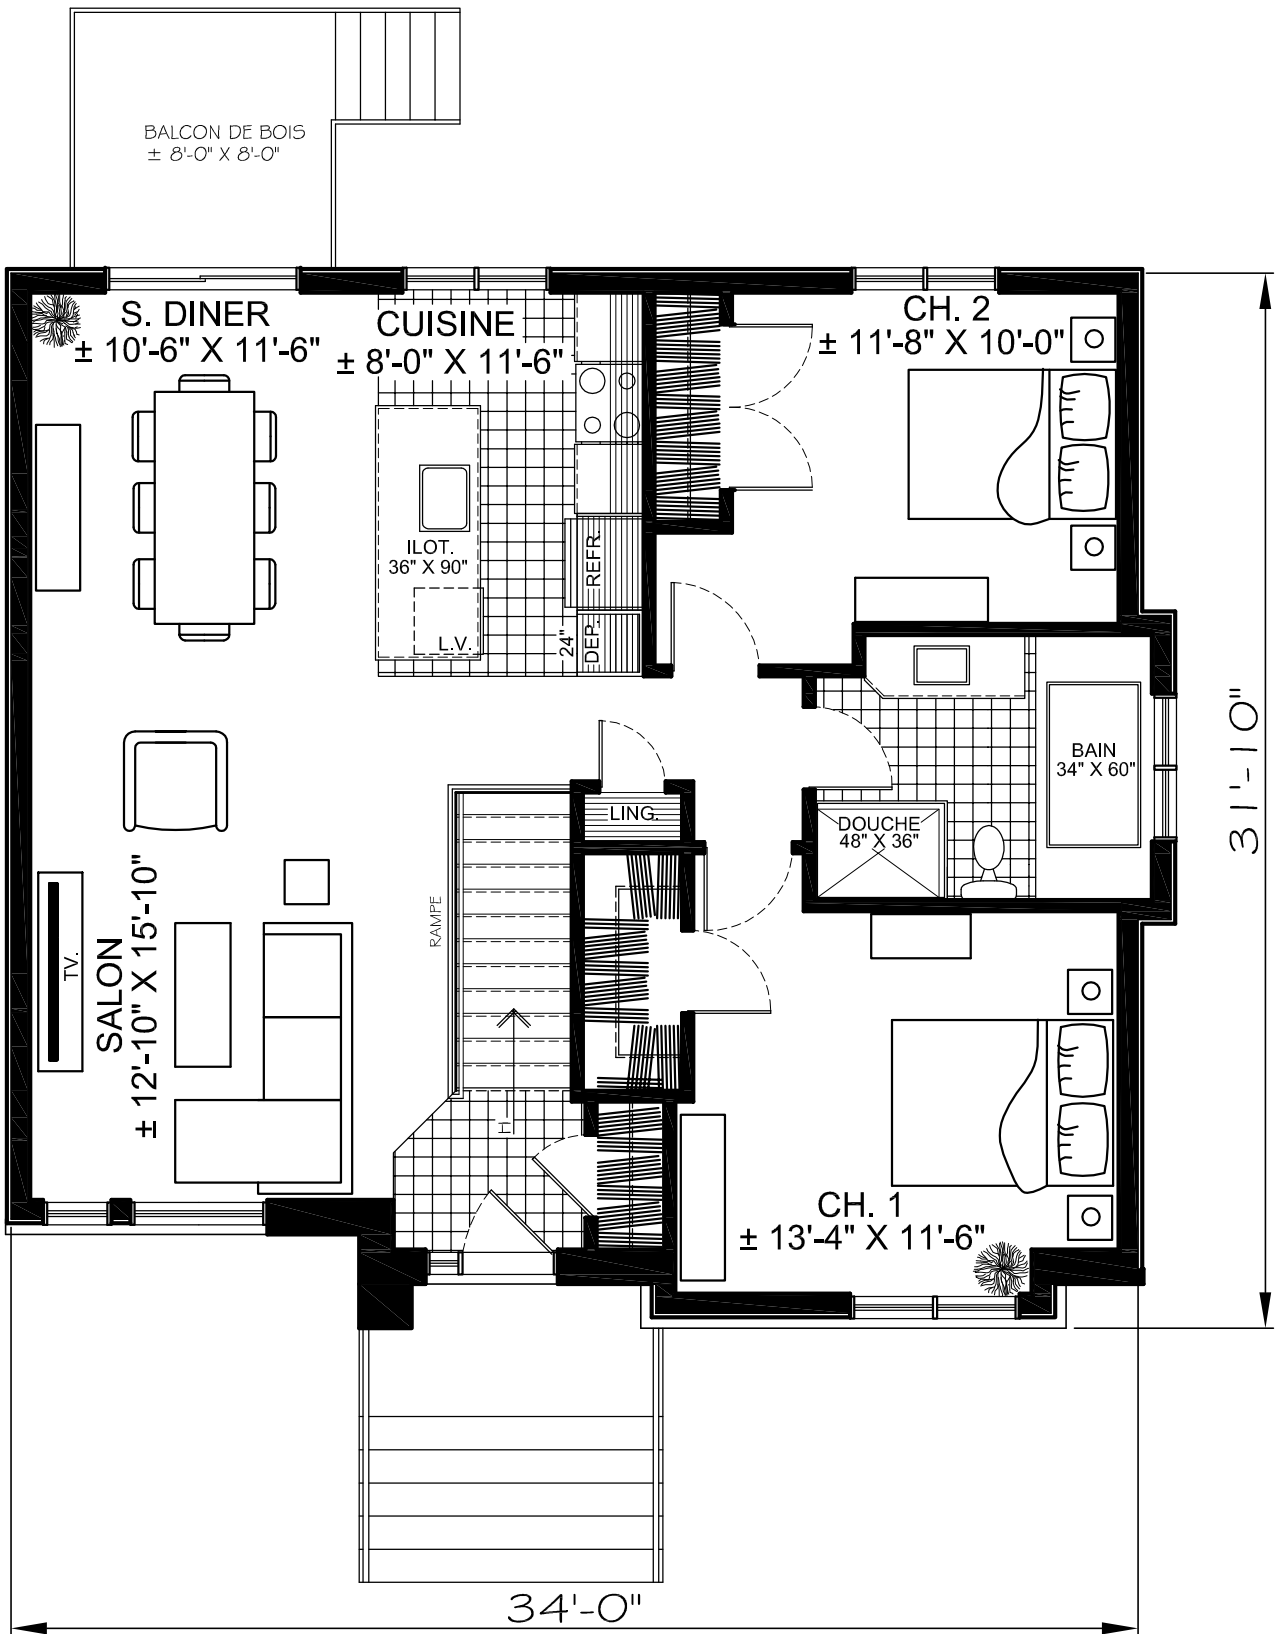 BALCON DE BOIS
± 8'-0" X 8'-0"
S. DINER
± 10'-6" X 11'-6"
CUISINE
± 8'-0" X 11'-6"
CH. 2
± 11'-8" X 10'-0"
ILOT.
36" X 90"
L.V.
REFR.
DEP.
24"
BAIN
34" X 60"
DOUCHE
48" X 36"
LING.
RAMPE
H
TV.
SALON
± 12'-10" X 15'-10"
CH. 1
± 13'-4" X 11'-6"
31'-10"
34'-0"